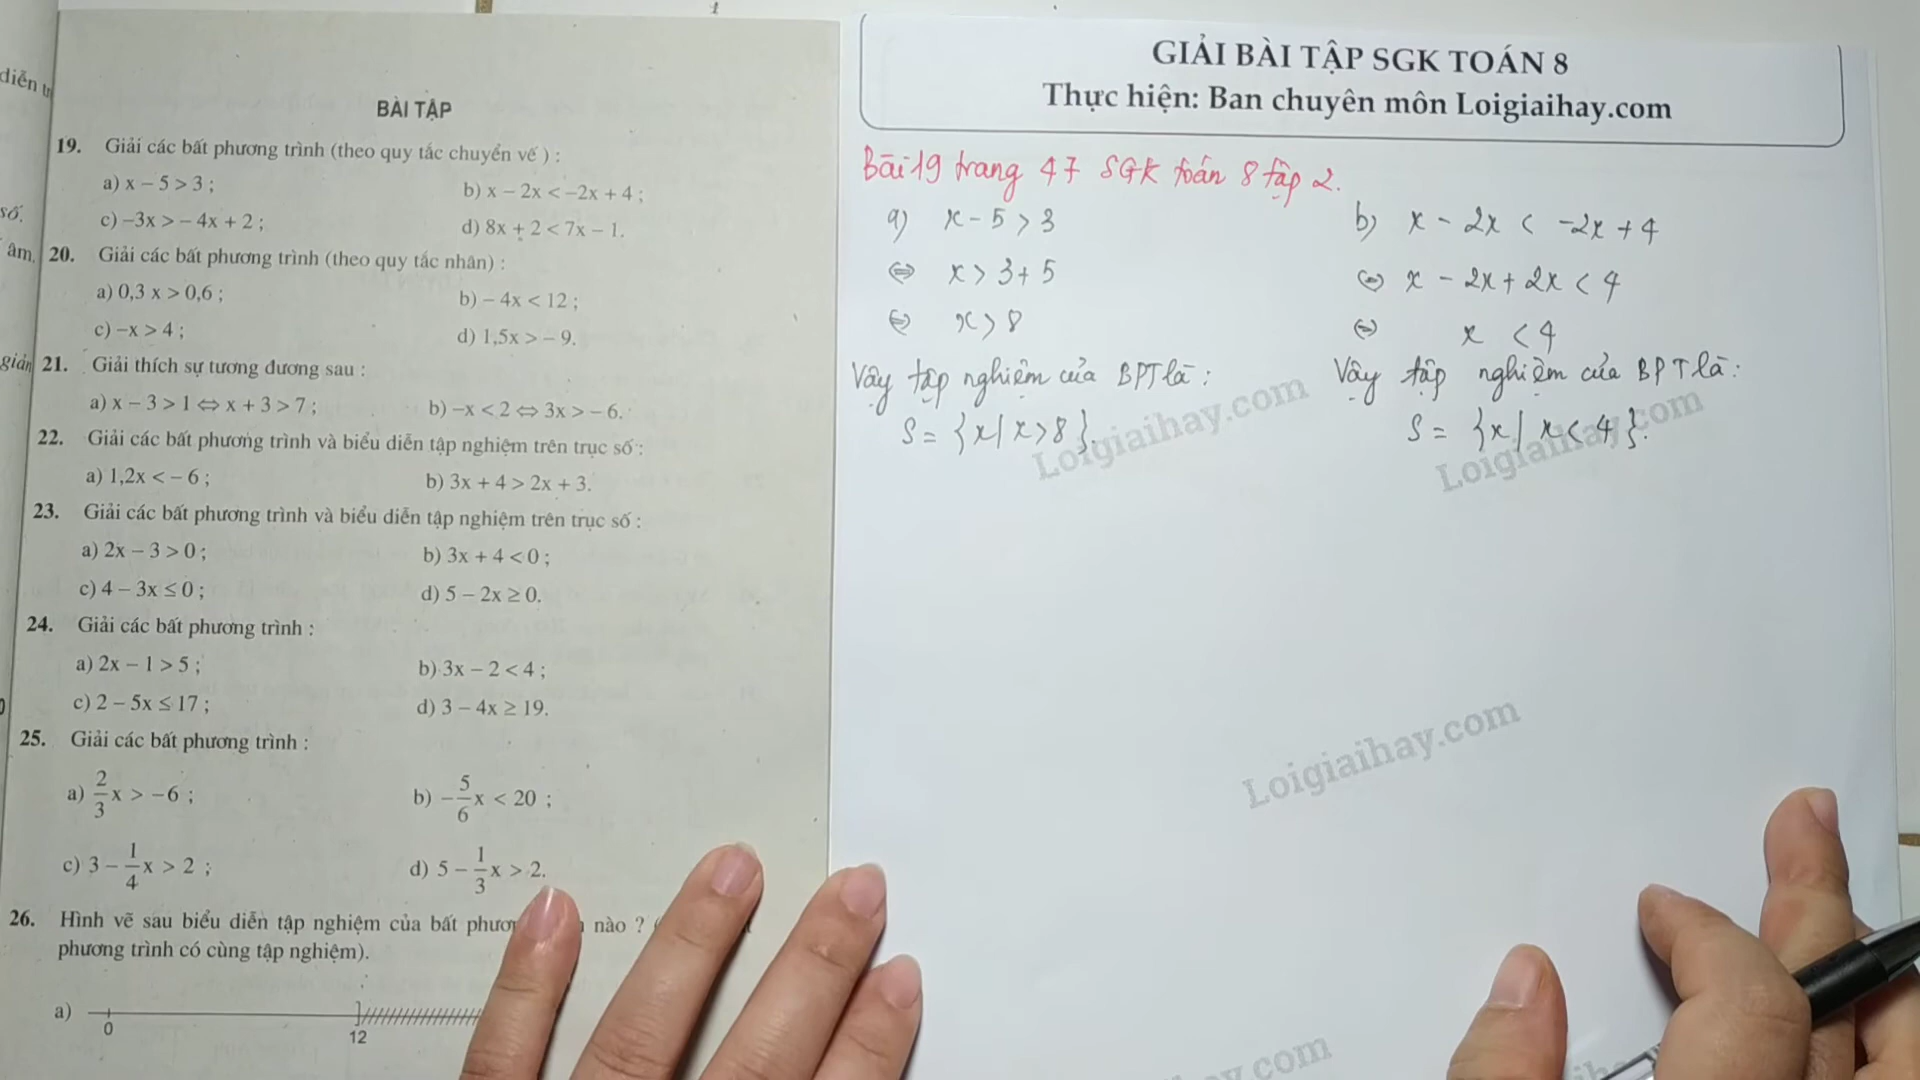 diễn
số.
âm.
giản
BÀI TẬP
19. Giải các bất phương trình (theo quy tắc chuyển vế ) :
a) x – 5 > 3 ; b) x – 2x < –2x + 4 ;
c) –3x > – 4x + 2 ; d) 8x + 2 < 7x – 1.
20. Giải các bất phương trình (theo quy tắc nhân) :
a) 0,3 x > 0,6 ; b) – 4x < 12 ;
c) –x > 4 ; d) 1,5x > – 9.
21. Giải thích sự tương đương sau :
a) x – 3 > 1 ⇔ x + 3 > 7 ; b) –x < 2 ⇔ 3x > – 6.
22. Giải các bất phương trình và biểu diễn tập nghiệm trên trục số :
a) 1,2x < – 6 ; b) 3x + 4 > 2x + 3.
23. Giải các bất phương trình và biểu diễn tập nghiệm trên trục số :
a) 2x – 3 > 0 ; b) 3x + 4 < 0 ;
c) 4 – 3x ≤ 0 ; d) 5 – 2x ≥ 0.
24. Giải các bất phương trình :
a) 2x – 1 > 5 ; b) 3x – 2 < 4 ;
c) 2 – 5x ≤ 17 ; d) 3 – 4x ≥ 19.
25. Giải các bất phương trình :
a) 2/3 x > –6 ; b) –5/6 x < 20 ;
c) 3 – 1/4 x > 2 ; d) 5 – 1/3 x > 2.
26. Hình vẽ sau biểu diễn tập nghiệm của bất nào ?
phương trình có cùng tập nghiệm).
a)
0 12
GIẢI BÀI TẬP SGK TOÁN 8
Thực hiện: Ban chuyên môn Loigiaihay.com
Bài 19 trang 47 SGK toán 8 tập 2.
a) x - 5 > 3
⇔ x > 3 + 5
⇔ x > 8
Vậy tập nghiệm của BPT là :
S = {x | x > 8}.
b) x - 2x < -2x + 4
⇔ x - 2x + 2x < 4
⇔ x < 4
Vậy tập nghiệm của BPT là :
S = {x | x < 4}.
Loigiaihay.com
Loigiaihay.com
Loigiaihay.com